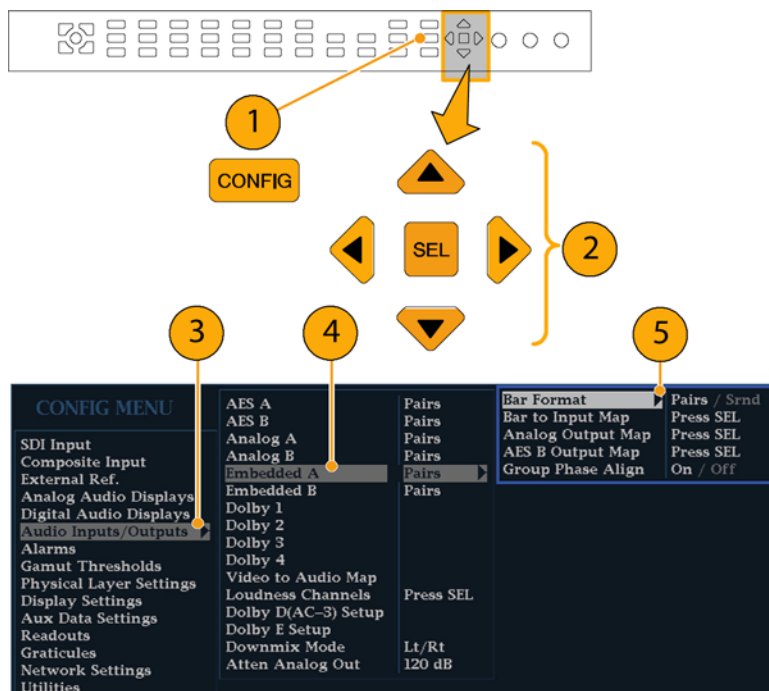 1
CONFIG
SEL
2
3
4
5
CONFIG MENU
SDI Input
Composite Input
External Ref.
Analog Audio Displays
Digital Audio Displays
Audio Inputs/Outputs
Alarms
Gamut Thresholds
Physical Layer Settings
Display Settings
Aux Data Settings
Readouts
Graticules
Network Settings
Utilities
AES A Pairs
AES B Pairs
Analog A Pairs
Analog B Pairs
Embedded A Pairs
Embedded B Pairs
Dolby 1
Dolby 2
Dolby 3
Dolby 4
Video to Audio Map
Loudness Channels Press SEL
Dolby D(AC-3) Setup
Dolby E Setup
Downmix Mode Lt/Rt
Atten Analog Out 120 dB
Bar Format Pairs / Srnd
Bar to Input Map Press SEL
Analog Output Map Press SEL
AES B Output Map Press SEL
Group Phase Align On / Off